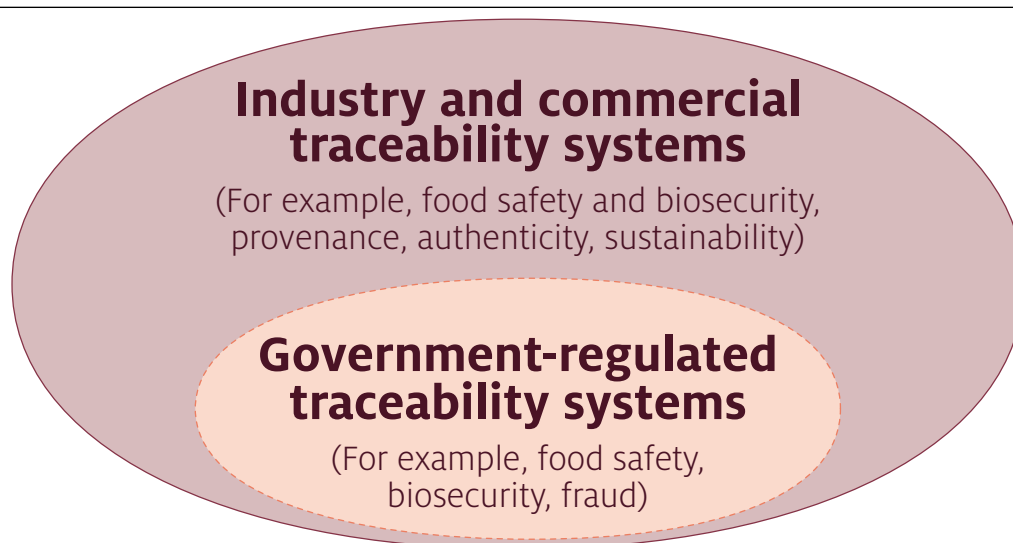 Industry and commercial
traceability systems
(For example, food safety and biosecurity,
provenance, authenticity, sustainability)
Government-regulated
traceability systems
(For example, food safety,
biosecurity, fraud)